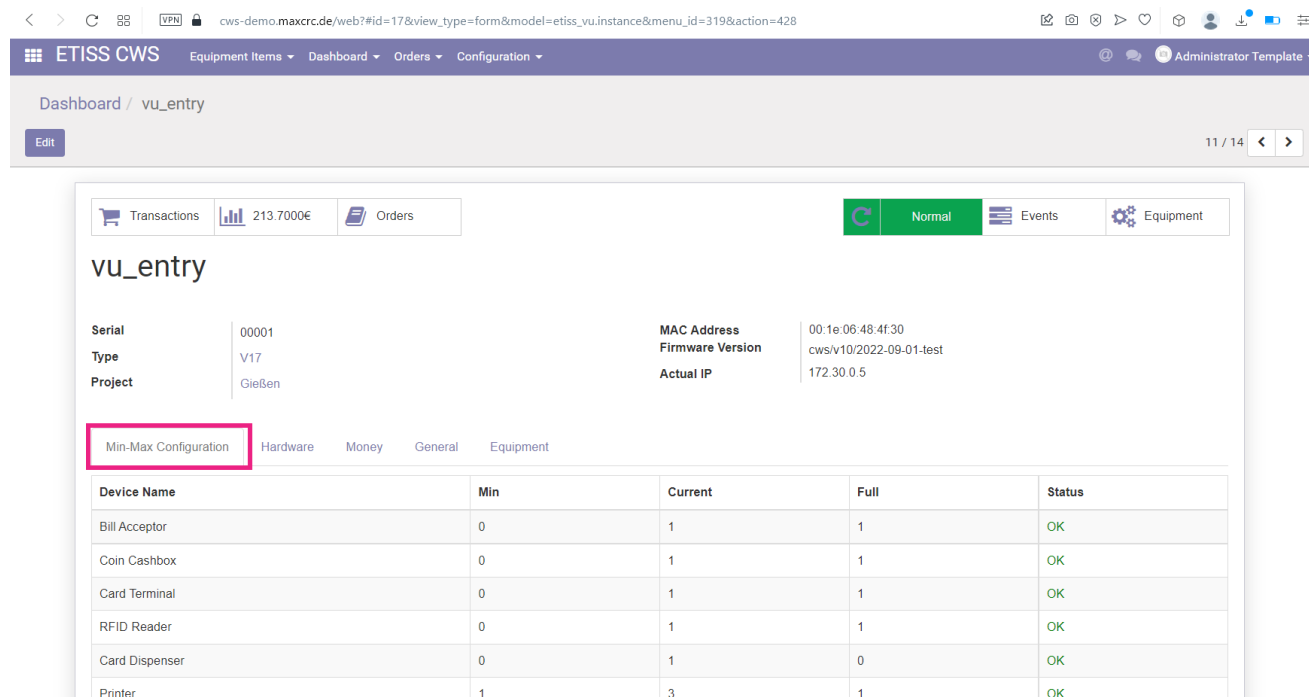 VPN cws-demo.maxcrc.de/web?#id=17&view_type=form&model=etiss_vu.instance&menu_id=319&action=428
ETISS CWS Equipment Items Dashboard Orders Configuration @ Administrator Template
Dashboard / vu_entry
Edit 11 / 14
Transactions 213.7000€ Orders Normal Events Equipment
vu_entry
Serial 00001 MAC Address 00:1e:06:48:4f:30
Type V17 Firmware Version cws/v10/2022-09-01-test
Project Gießen Actual IP 172.30.0.5
Min-Max Configuration Hardware Money General Equipment
Device Name Min Current Full Status
Bill Acceptor 0 1 1 OK
Coin Cashbox 0 1 1 OK
Card Terminal 0 1 1 OK
RFID Reader 0 1 1 OK
Card Dispenser 0 1 0 OK
Printer 1 3 1 OK